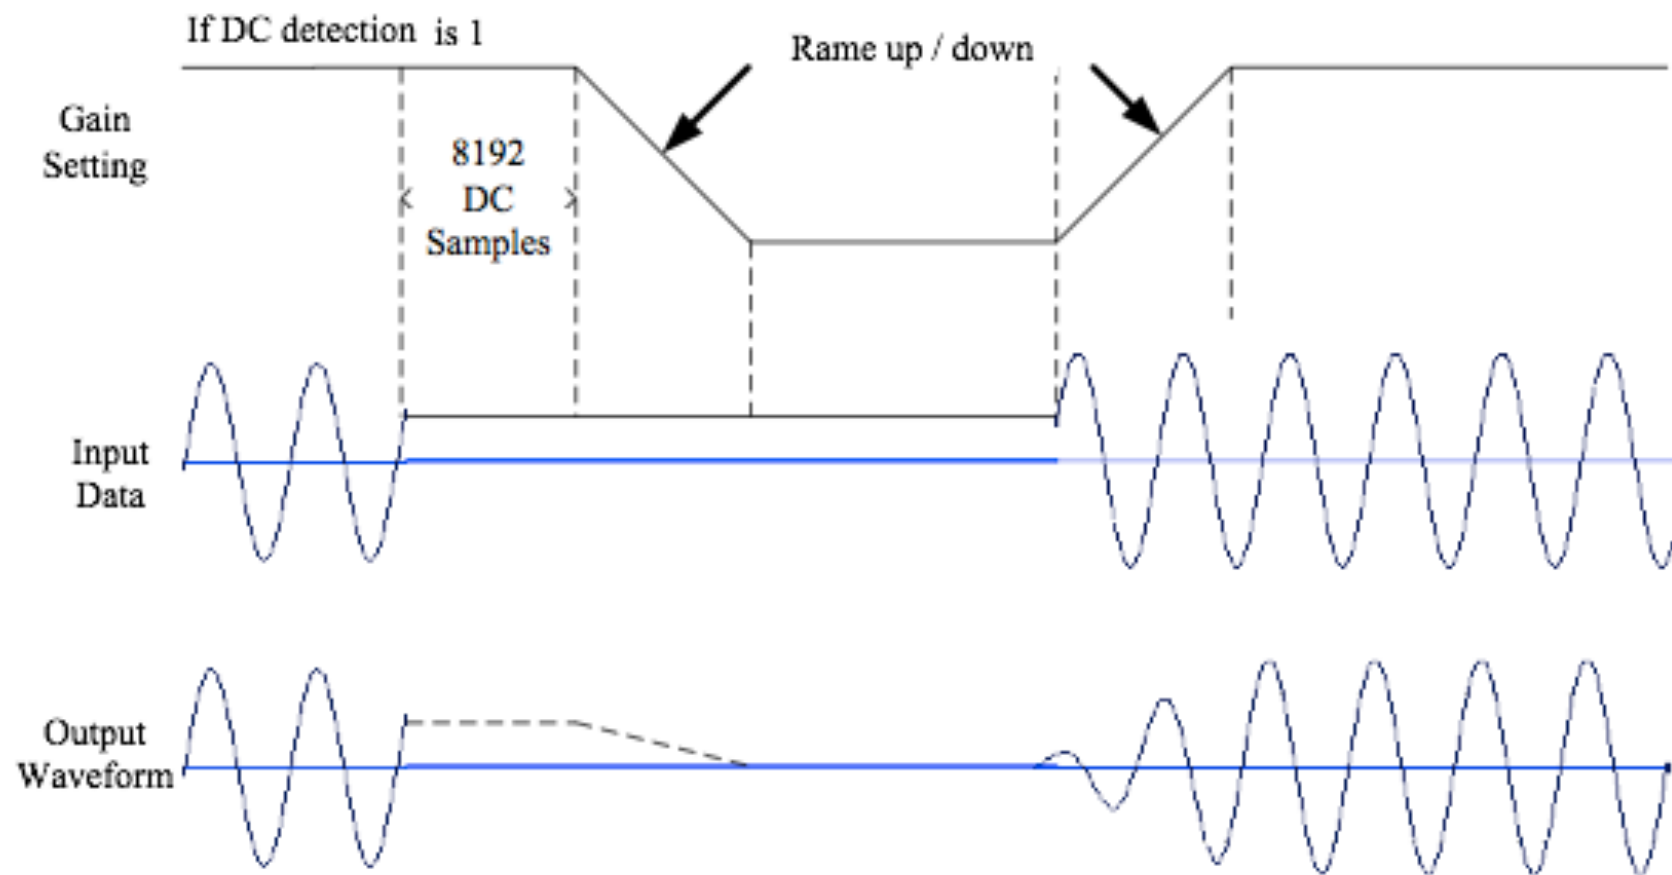 If DC detection is 1
Rame up / down
Gain
Setting
8192
DC
Samples
Input
Data
Output
Waveform